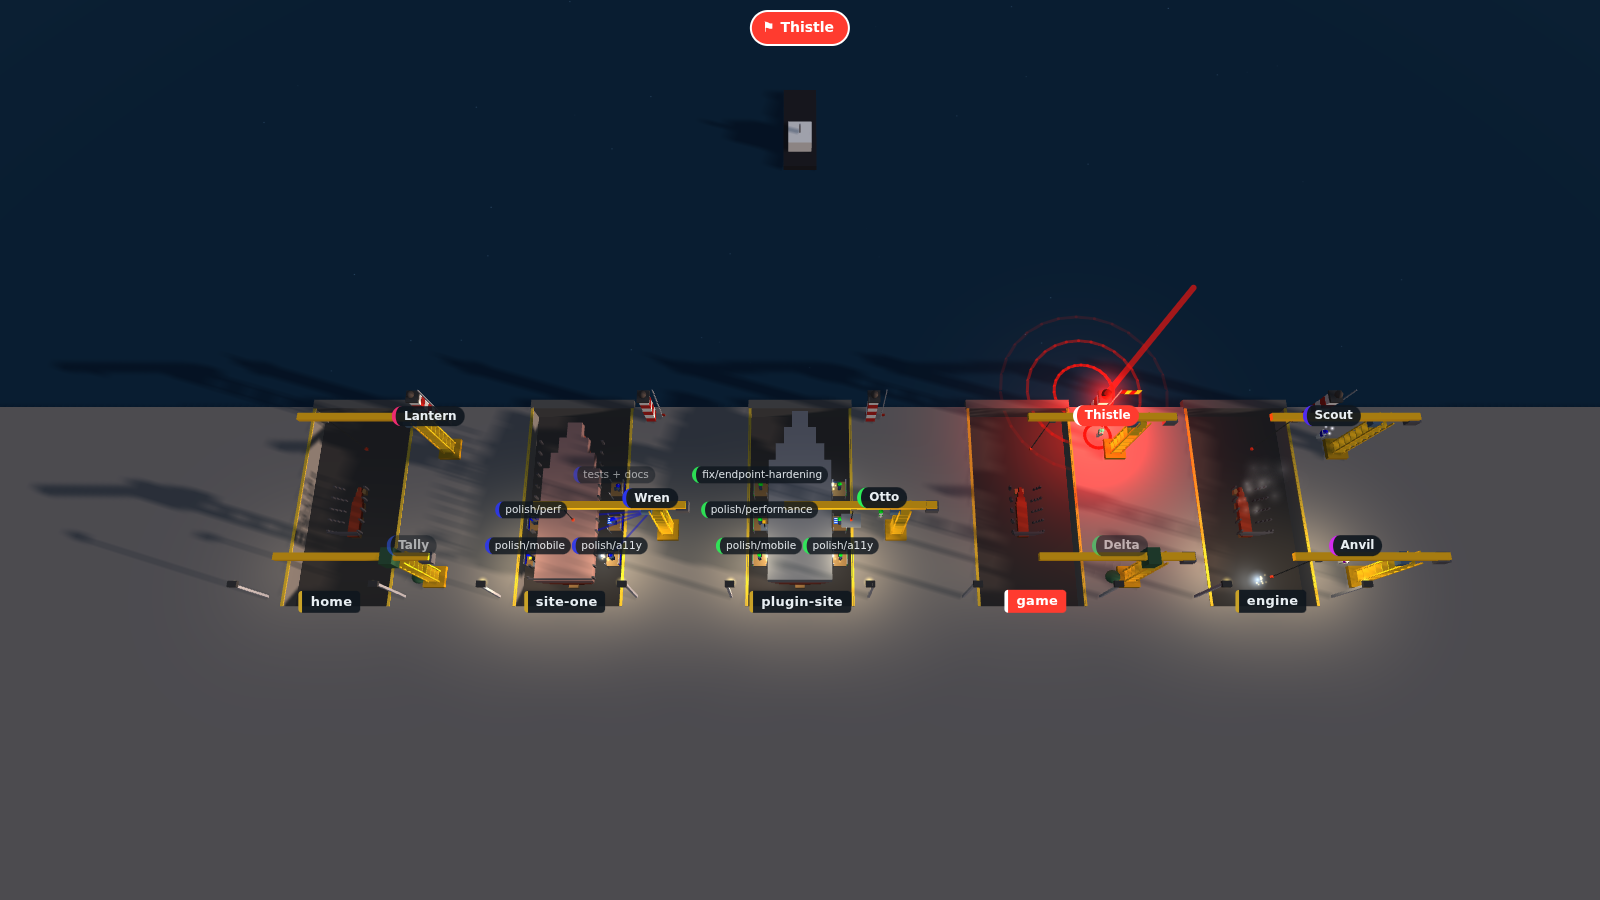 ⚑ Thistle
Lantern
Thistle
Scout
tests + docs
fix/endpoint-hardening
Wren
Otto
polish/perf
polish/performance
Tally
polish/mobile
polish/a11y
polish/mobile
polish/a11y
Delta
Anvil
home
site-one
plugin-site
game
engine